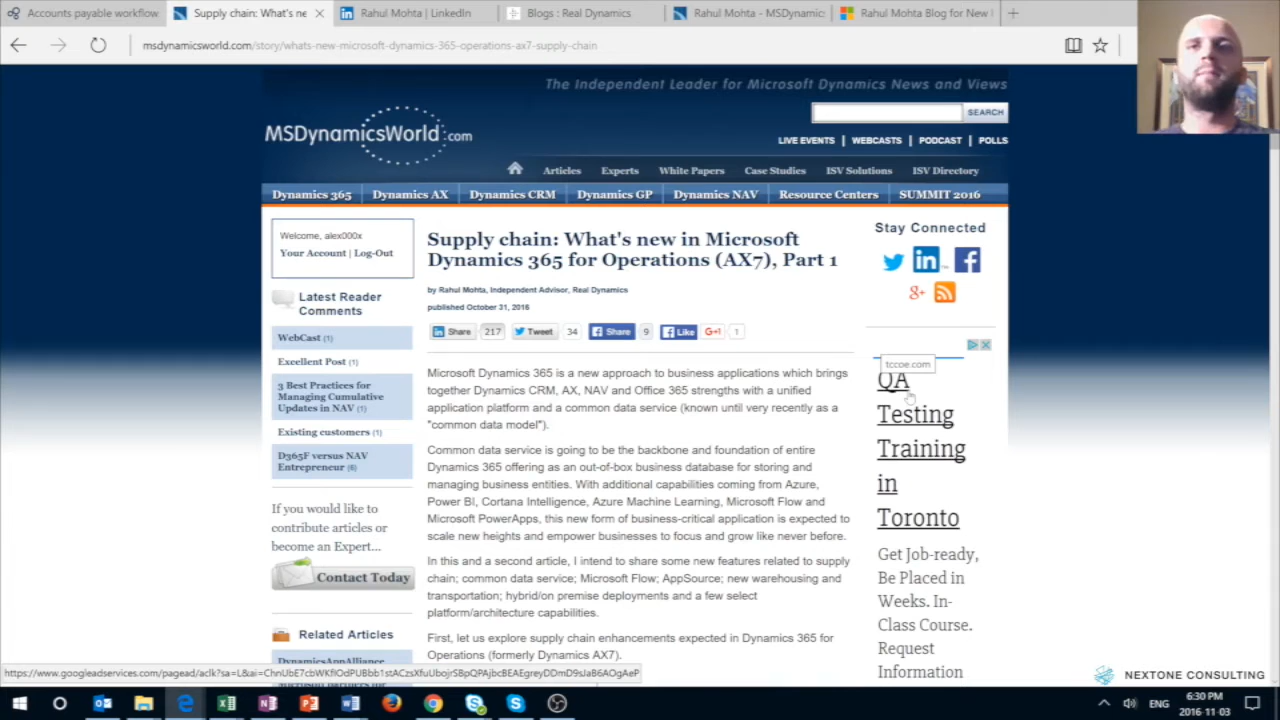 Accounts payable workflow
Supply chain: What's ne
Rahul Mohta | LinkedIn
Blogs : Real Dynamics
Rahul Mohta - MSDynamic
Rahul Mohta Blog for New
msdynamicsworld.com/story/whats-new-microsoft-dynamics-365-operations-ax7-supply-chain
The Independent Leader for Microsoft Dynamics News and Views
MSDynamicsWorld.com
SEARCH
LIVE EVENTS | WEBCASTS | PODCAST | POLLS
Articles Experts White Papers Case Studies ISV Solutions ISV Directory
Dynamics 365 Dynamics AX Dynamics CRM Dynamics GP Dynamics NAV Resource Centers SUMMIT 2016
Welcome, alex000x
Your Account | Log-Out
Latest Reader
Comments
WebCast (1)
Excellent Post (1)
3 Best Practices for
Managing Cumulative
Updates in NAV (1)
Existing customers (1)
D365F versus NAV
Entrepreneur (6)
If you would like to
contribute articles or
become an Expert...
Contact Today
Related Articles
DynamicsAppAlliance
Supply chain: What's new in Microsoft
Dynamics 365 for Operations (AX7), Part 1
by Rahul Mohta, Independent Advisor, Real Dynamics
published October 31, 2016
Share 217 Tweet 34 Share 9 Like G+1 1
Microsoft Dynamics 365 is a new approach to business applications which brings
together Dynamics CRM, AX, NAV and Office 365 strengths with a unified
application platform and a common data service (known until very recently as a
"common data model").
Common data service is going to be the backbone and foundation of entire
Dynamics 365 offering as an out-of-box business database for storing and
managing business entities. With additional capabilities coming from Azure,
Power BI, Cortana Intelligence, Azure Machine Learning, Microsoft Flow and
Microsoft PowerApps, this new form of business-critical application is expected to
scale new heights and empower businesses to focus and grow like never before.
In this and a second article, I intend to share some new features related to supply
chain; common data service; Microsoft Flow; AppSource; new warehousing and
transportation; hybrid/on premise deployments and a few select
platform/architecture capabilities.
First, let us explore supply chain enhancements expected in Dynamics 365 for
Operations (formerly Dynamics AX7).
Stay Connected
tccoe.com
QA
Testing
Training
in
Toronto
Get Job-ready,
Be Placed in
Weeks. In-
Class Course.
Request
Information
NEXTONE CONSULTING
ENG
6:30 PM
2016-11-03